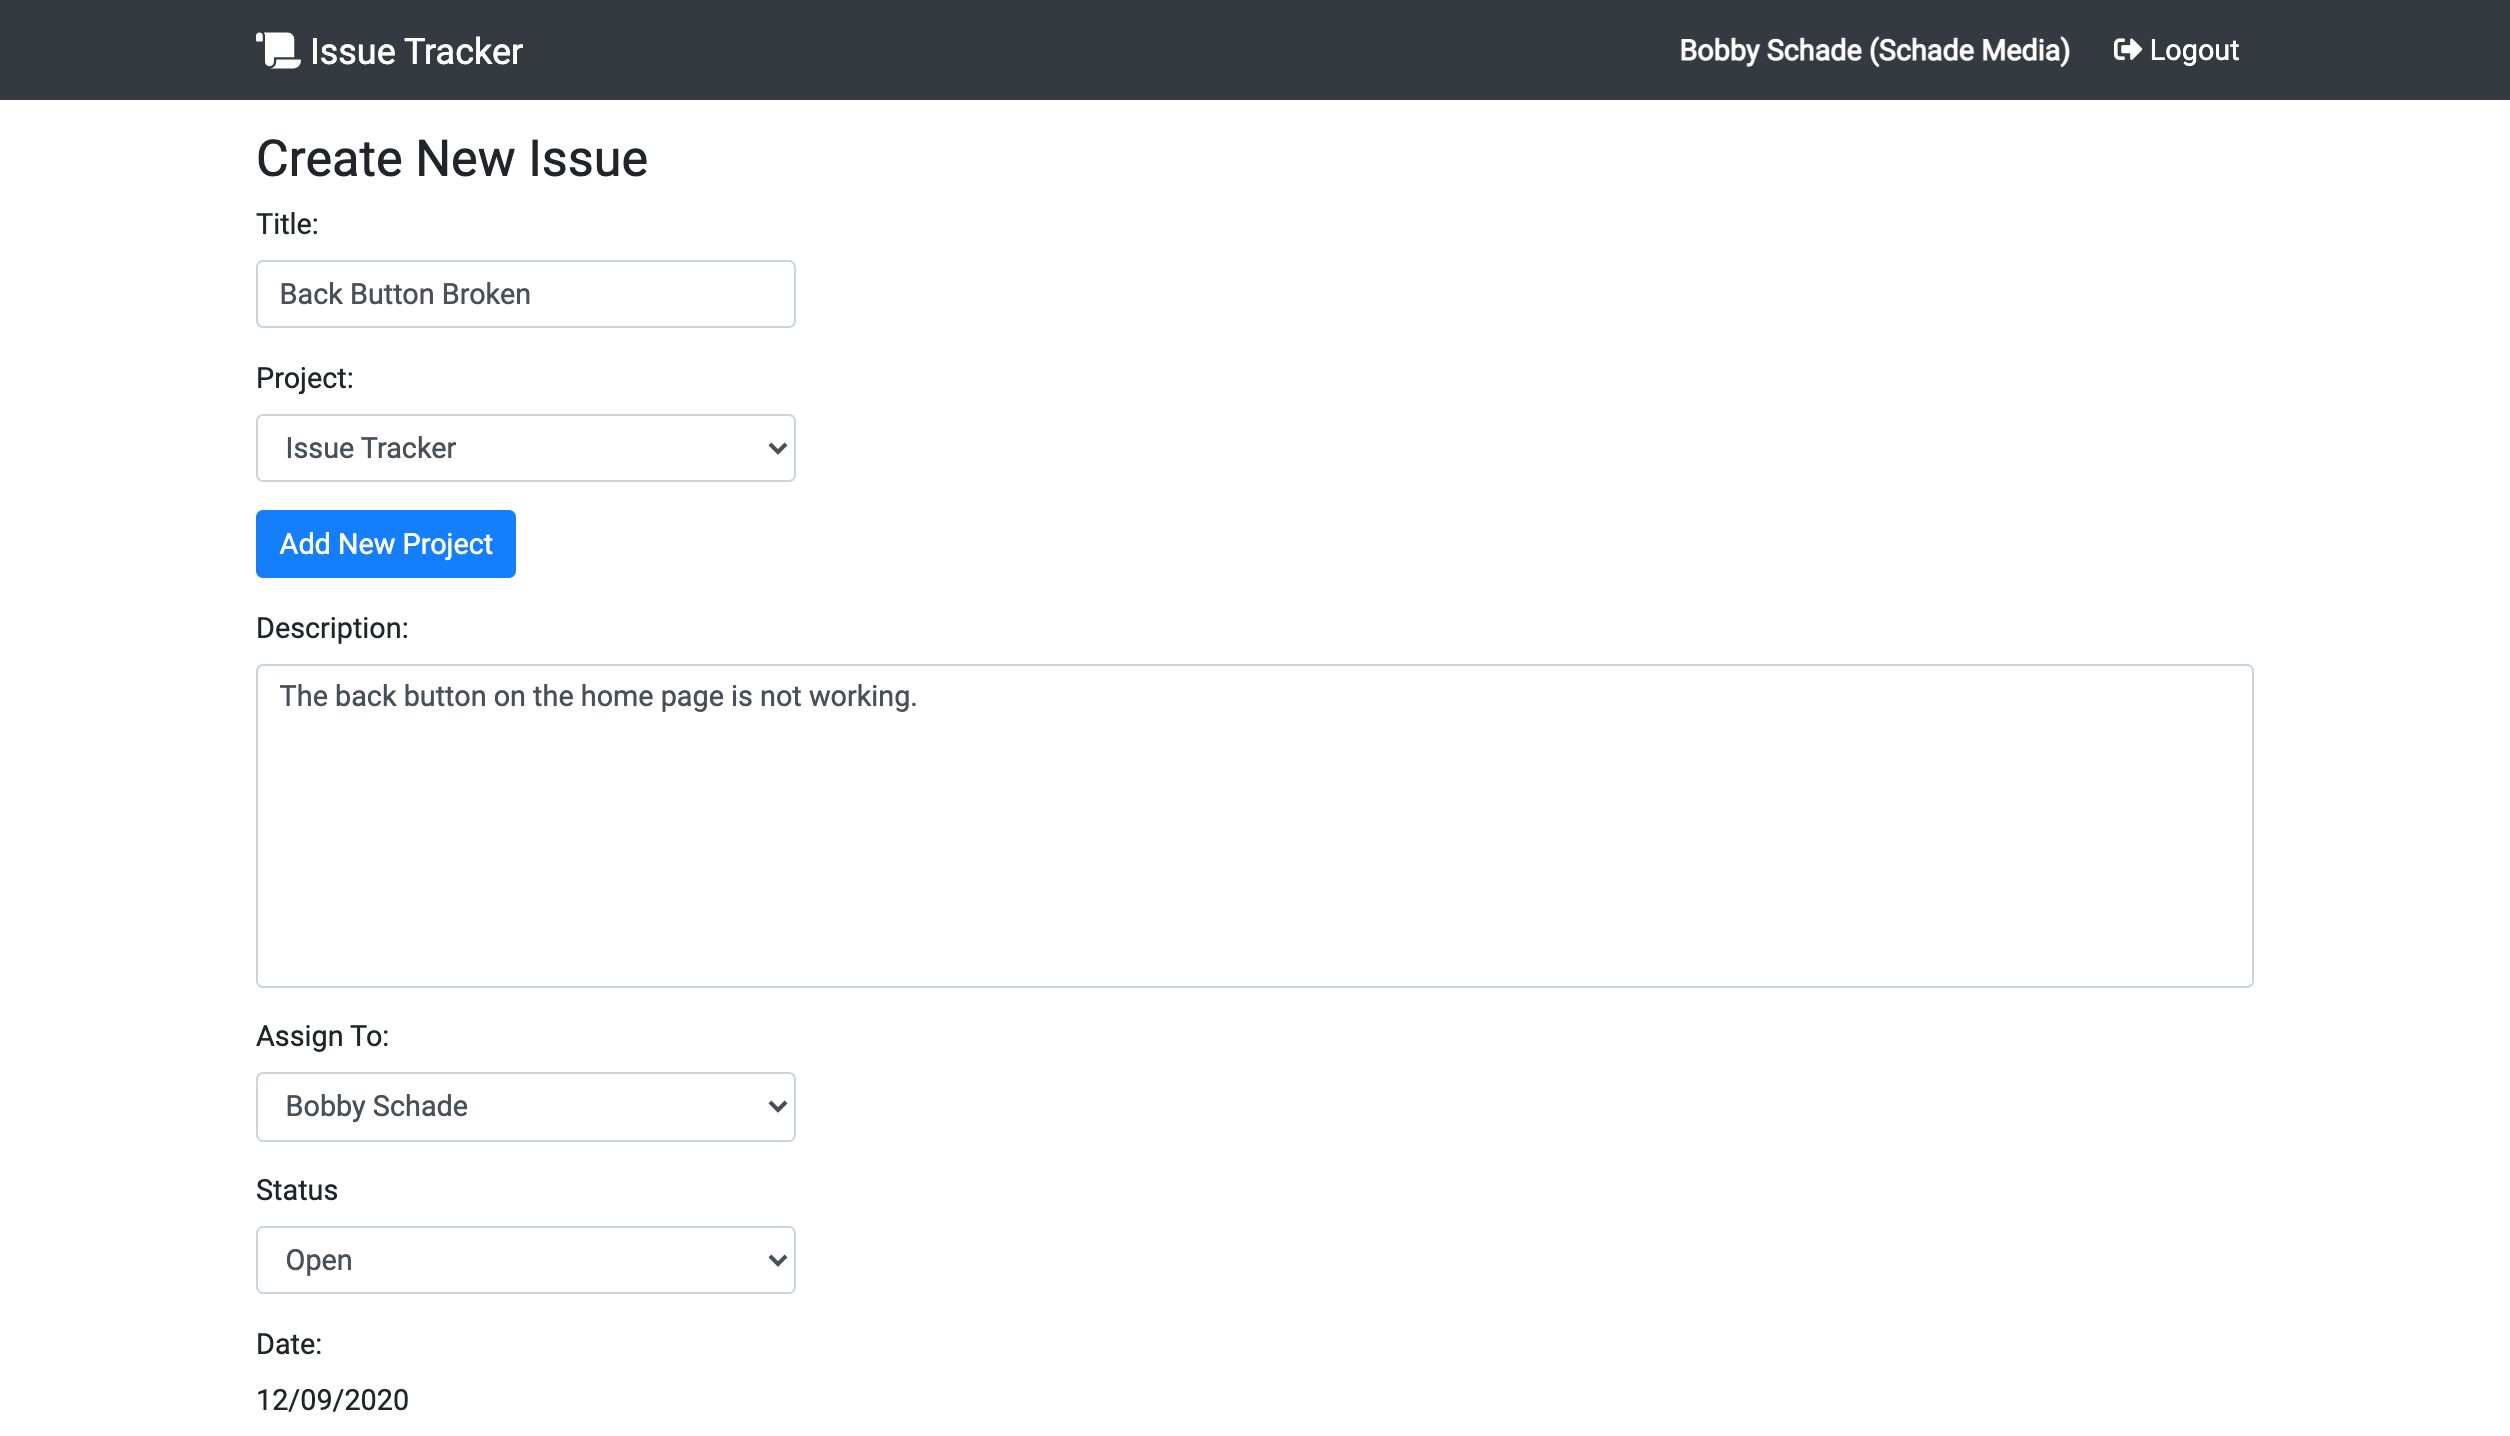 Issue Tracker
Bobby Schade (Schade Media)
Logout
Create New Issue
Title:
Back Button Broken
Project:
Issue Tracker
Add New Project
Description:
The back button on the home page is not working.
Assign To:
Bobby Schade
Status
Open
Date:
12/09/2020